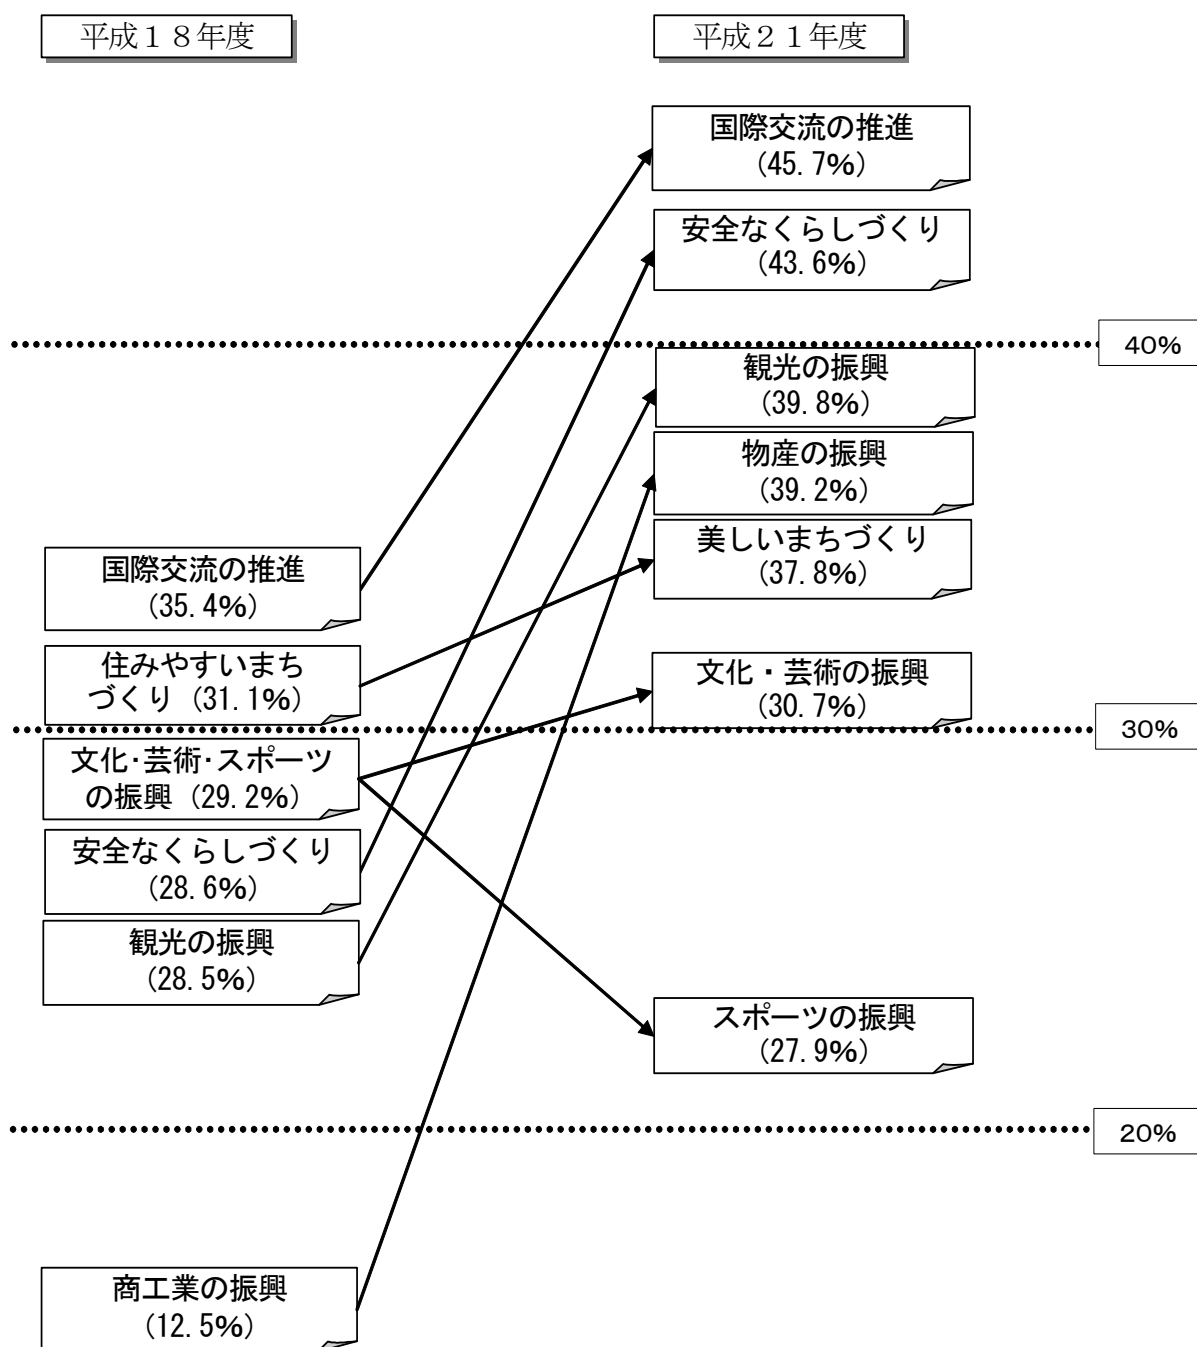 平成１８年度
平成２１年度
国際交流の推進
(45.7%)
安全なくらしづくり
(43.6%)
40%
観光の振興
(39.8%)
物産の振興
(39.2%)
美しいまちづくり
(37.8%)
国際交流の推進
(35.4%)
住みやすいまち
づくり (31.1%)
文化・芸術の振興
(30.7%)
30%
文化・芸術・スポーツ
の振興 (29.2%)
安全なくらしづくり
(28.6%)
観光の振興
(28.5%)
スポーツの振興
(27.9%)
20%
商工業の振興
(12.5%)